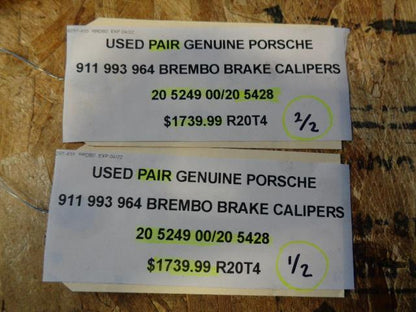 USED PAIR GENUINE PORSCHE
911 993 964 BREMBO BRAKE CALIPERS
20 5249 00/20 5428
$1739.99 R20T4
2/2
USED PAIR GENUINE PORSCHE
911 993 964 BREMBO BRAKE CALIPERS
20 5249 00/20 5428
$1739.99 R20T4
1/2